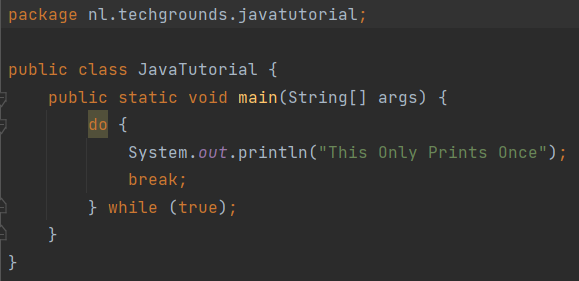 package nl.techgrounds.javatutorial;
public class JavaTutorial {
    public static void main(String[] args) {
        do {
            System.out.println("This Only Prints Once");
            break;
        } while (true);
    }
}